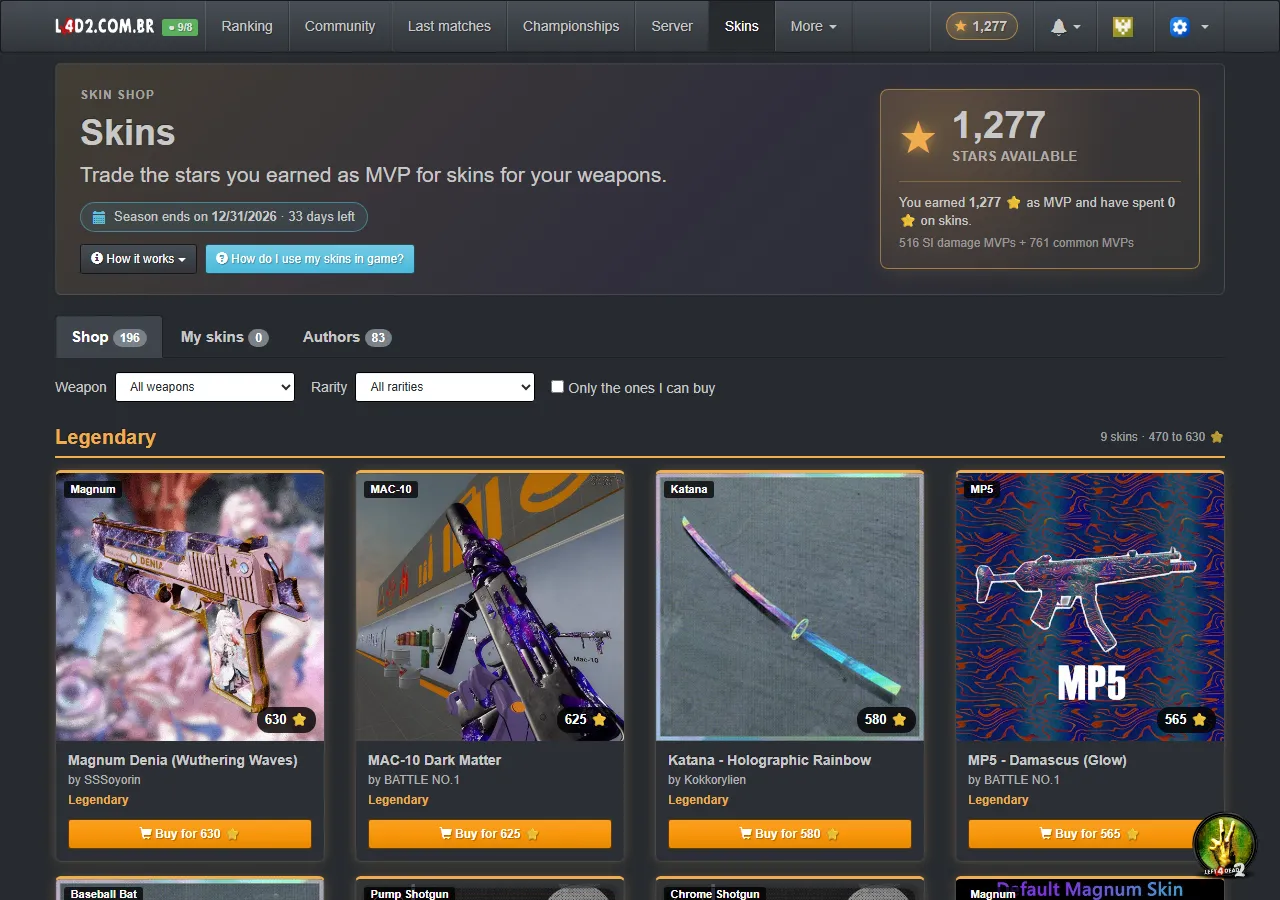 L4D2.COM.BR
9/8
Ranking
Community
Last matches
Championships
Server
Skins
More
1,277
SKIN SHOP
Skins
Trade the stars you earned as MVP for skins for your weapons.
Season ends on 12/31/2026 · 33 days left
How it works
How do I use my skins in game?
1,277
STARS AVAILABLE
You earned 1,277 as MVP and have spent 0
on skins.
516 SI damage MVPs + 761 common MVPs
Shop 196
My skins 0
Authors 83
Weapon
All weapons
Rarity
All rarities
Only the ones I can buy
Legendary
9 skins · 470 to 630
Magnum
DENIA
630
Magnum Denia (Wuthering Waves)
by SSSoyorin
Legendary
Buy for 630
MAC-10
Mac-10
625
MAC-10 Dark Matter
by BATTLE NO.1
Legendary
Buy for 625
Katana
580
Katana - Holographic Rainbow
by Kokkorylien
Legendary
Buy for 580
MP5
MP5
565
MP5 - Damascus (Glow)
by BATTLE NO.1
Legendary
Buy for 565
Baseball Bat
Pump Shotgun
Chrome Shotgun
Magnum
Default Magnum Skin
LEFT 4 DEAD 2